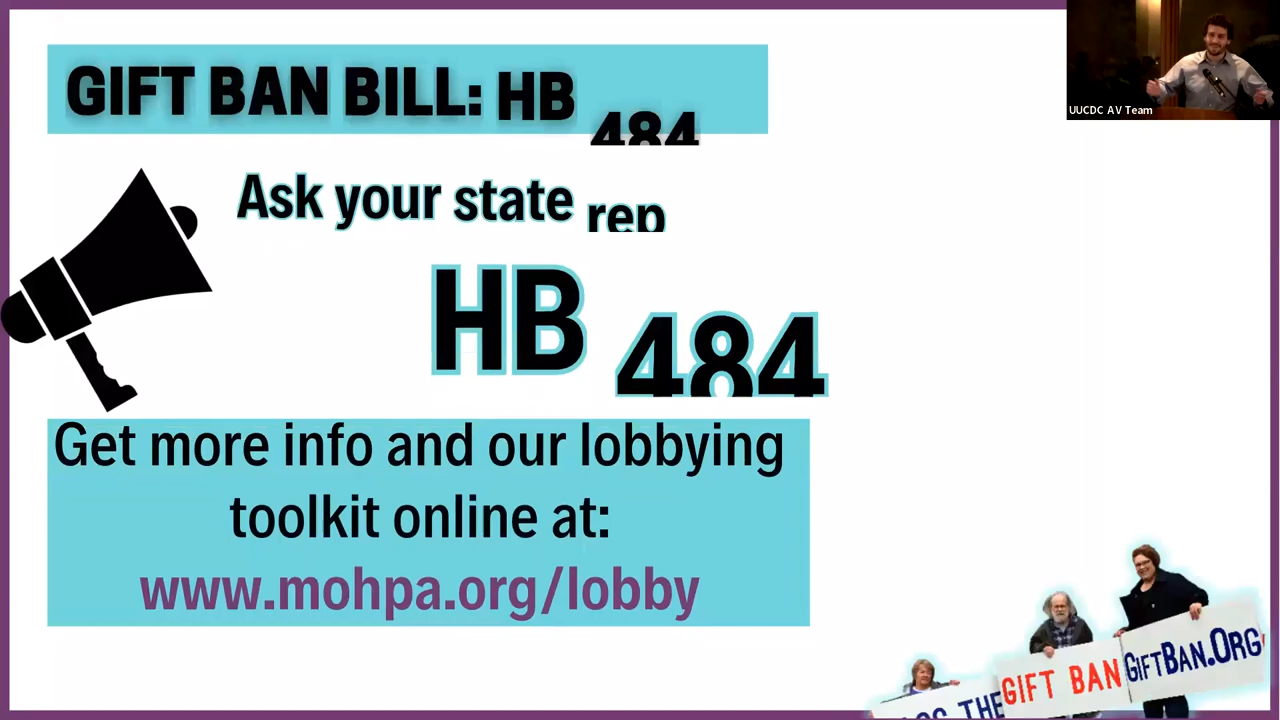 GIFT BAN BILL: HB 484
UUCDC AV Team
Ask your state rep
HB 484
Get more info and our lobbying
toolkit online at:
www.mohpa.org/lobby
THE
GIFT BAN
GIFTBAN.ORG